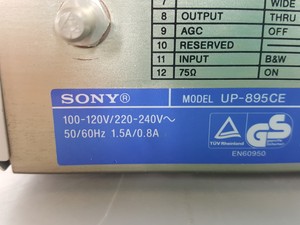 7 WIDE
8 OUTPUT THRU
9 AGC OFF
10 RESERVED
11 INPUT B&W
12 75Ω ON
SONY®
MODEL UP-895CE
100-120V/220-240V~
50/60Hz 1.5A/0.8A
TÜV Rheinland
GS
EN60950